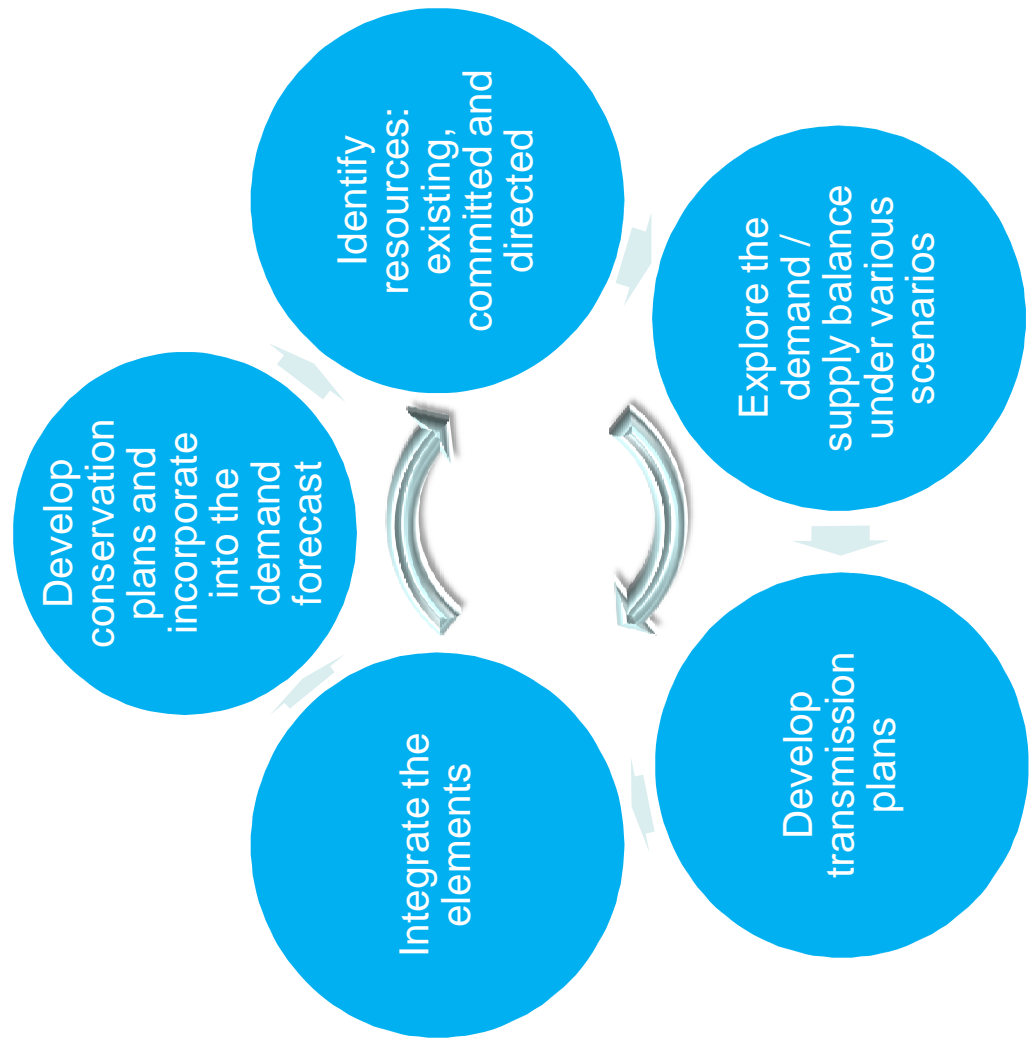 Develop
conservation
plans and
incorporate
into the
demand
forecast
Identify
resources:
existing,
committed and
directed
Explore the
demand /
supply balance
under various
scenarios
Develop
transmission
plans
Integrate the
elements